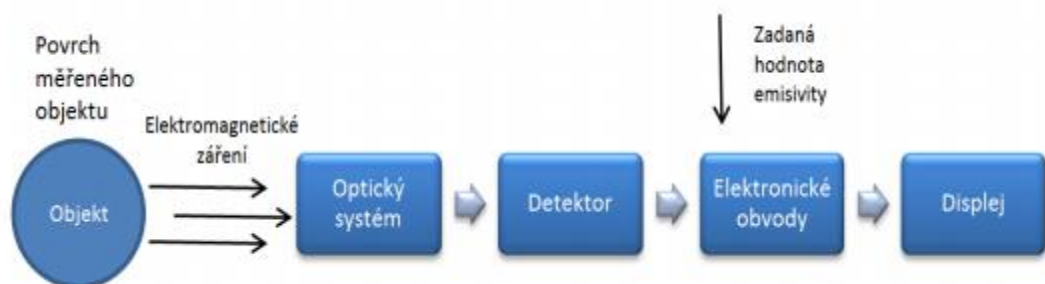 Povrch
měřeného
objektu
Elektromagnetické
záření
Zadaná
hodnota
emisivity
Objekt
Optický
systém
Detektor
Elektronické
obvody
Displej